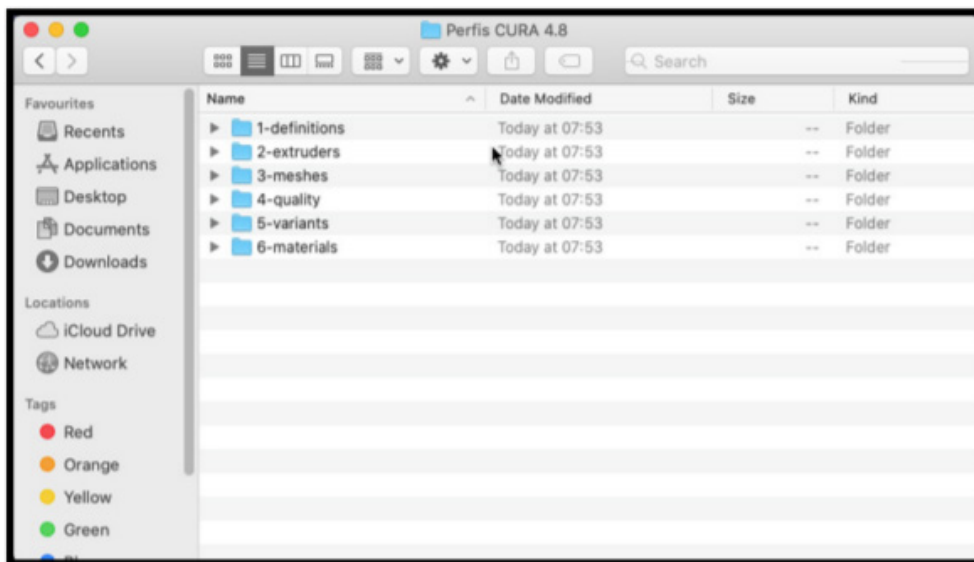 Perfis CURA 4.8
Search
Favourites
Recents
Applications
Desktop
Documents
Downloads
Locations
iCloud Drive
Network
Tags
Red
Orange
Yellow
Green
Name Date Modified Size Kind
1-definitions Today at 07:53 -- Folder
2-extruders Today at 07:53 -- Folder
3-meshes Today at 07:53 -- Folder
4-quality Today at 07:53 -- Folder
5-variants Today at 07:53 -- Folder
6-materials Today at 07:53 -- Folder